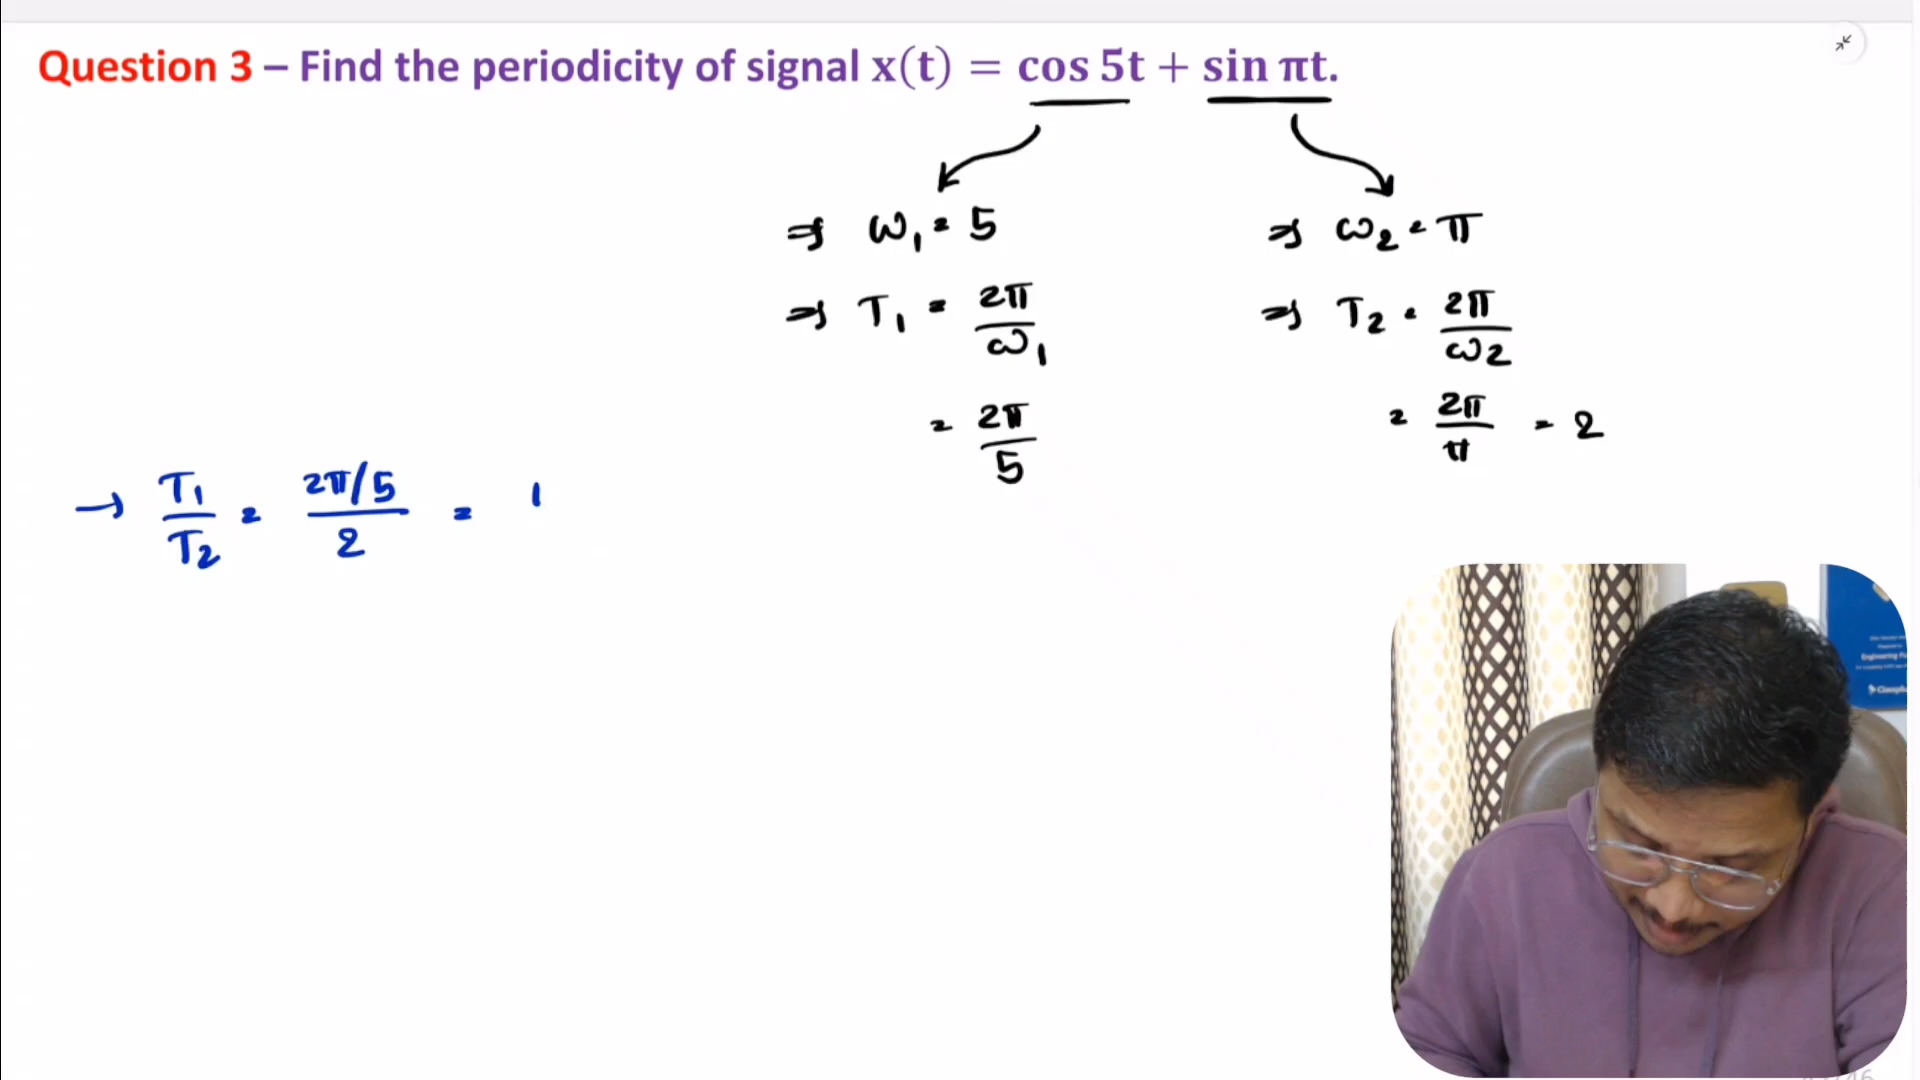 Question 3 – Find the periodicity of signal x(t) = cos 5t + sin πt.
⇒ ω₁ = 5
⇒ T₁ = 2π/ω₁
= 2π/5
⇒ ω₂ = π
⇒ T₂ = 2π/ω₂
= 2π/π = 2
→ T₁/T₂ = (2π/5)/2 = 1